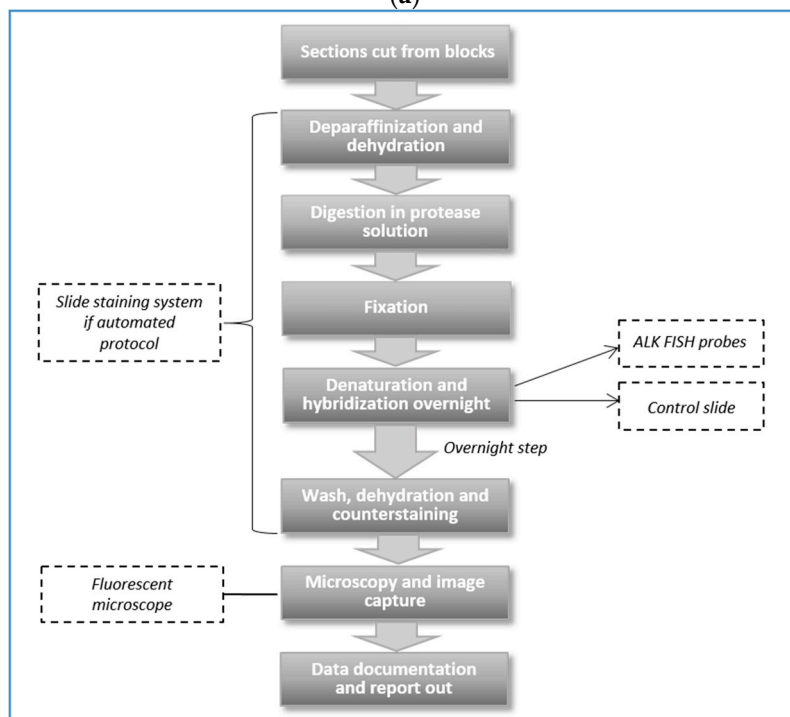 (a)
Sections cut from blocks
Deparaffinization and
dehydration
Digestion in protease
solution
Slide staining system
if automated
protocol
Fixation
ALK FISH probes
Denaturation and
hybridization overnight
Control slide
Overnight step
Wash, dehydration and
counterstaining
Fluorescent
microscope
Microscopy and image
capture
Data documentation
and report out